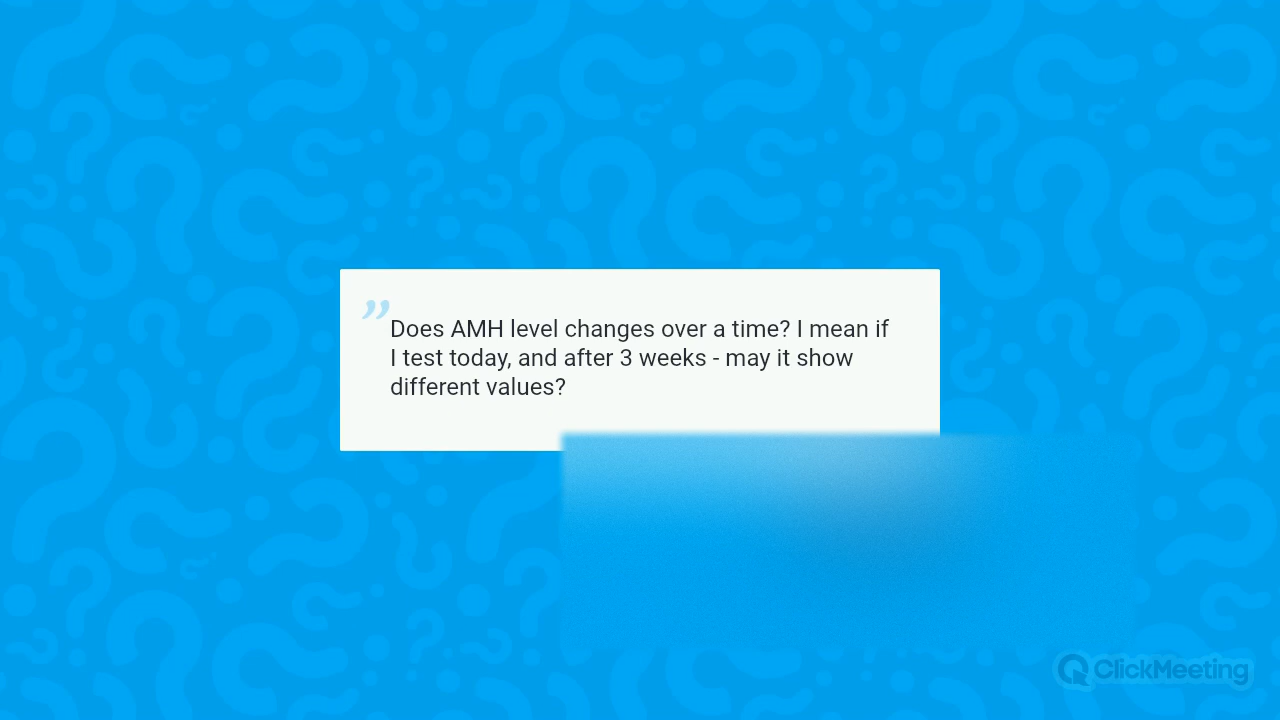 ”
Does AMH level changes over a time? I mean if
I test today, and after 3 weeks - may it show
different values?
ClickMeeting